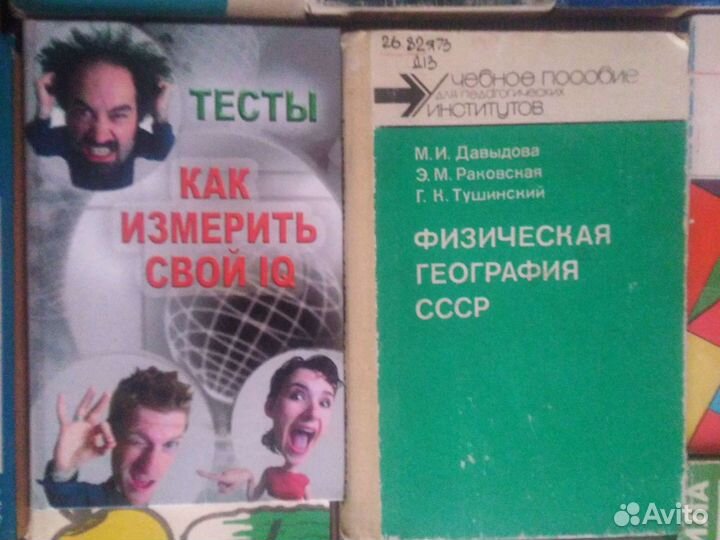 ТЕСТЫ
КАК
ИЗМЕРИТЬ
СВОЙ IQ
26.82я73
Д13
Учебное пособие
для педагогических
институтов
М. И. Давыдова
Э. М. Раковская
Г. К. Тушинский
ФИЗИЧЕСКАЯ
ГЕОГРАФИЯ
СССР
Avito